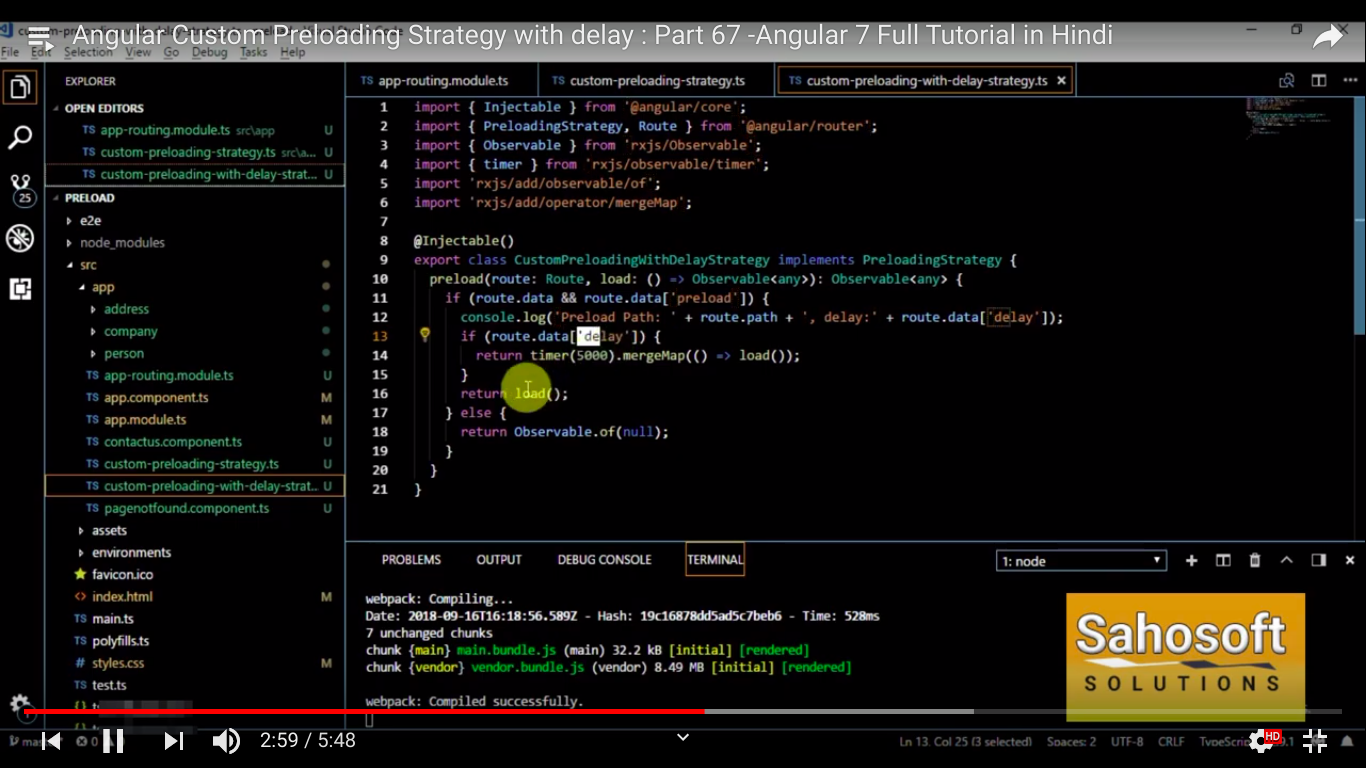 Angular Custom Preloading Strategy with delay : Part 67 -Angular 7 Full Tutorial in Hindi
File Edit Selection View Go Debug Tasks Help
EXPLORER
OPEN EDITORS
TS app-routing.module.ts src\app U
TS custom-preloading-strategy.ts src\a... U
TS custom-preloading-with-delay-strat... U
25
PRELOAD
e2e
node_modules
src
app
address
company
person
TS app-routing.module.ts U
TS app.component.ts M
TS app.module.ts M
TS contactus.component.ts U
TS custom-preloading-strategy.ts U
TS custom-preloading-with-delay-strat... U
TS pagenotfound.component.ts U
assets
environments
favicon.ico
<> index.html M
TS main.ts
TS polyfills.ts
# styles.css M
TS test.ts
TS app-routing.module.ts
TS custom-preloading-strategy.ts
TS custom-preloading-with-delay-strategy.ts ×
1 import { Injectable } from '@angular/core';
2 import { PreloadingStrategy, Route } from '@angular/router';
3 import { Observable } from 'rxjs/Observable';
4 import { timer } from 'rxjs/observable/timer';
5 import 'rxjs/add/observable/of';
6 import 'rxjs/add/operator/mergeMap';
7
8 @Injectable()
9 export class CustomPreloadingWithDelayStrategy implements PreloadingStrategy {
10 preload(route: Route, load: () => Observable<any>): Observable<any> {
11 if (route.data && route.data['preload']) {
12 console.log('Preload Path: ' + route.path + ', delay:' + route.data['delay']);
13 if (route.data['delay']) {
14 return timer(5000).mergeMap(() => load());
15 }
16 return load();
17 } else {
18 return Observable.of(null);
19 }
20 }
21 }
PROBLEMS OUTPUT DEBUG CONSOLE TERMINAL
1: node
webpack: Compiling...
Date: 2018-09-16T16:18:56.589Z - Hash: 19c16878dd5ad5c7beb6 - Time: 528ms
7 unchanged chunks
chunk {main} main.bundle.js (main) 32.2 kB [initial] [rendered]
chunk {vendor} vendor.bundle.js (vendor) 8.49 MB [initial] [rendered]
webpack: Compiled successfully.
Sahosoft
SOLUTIONS
2:59 / 5:48
Ln 13, Col 25 (3 selected) Spaces: 2 UTF-8 CRLF
HD